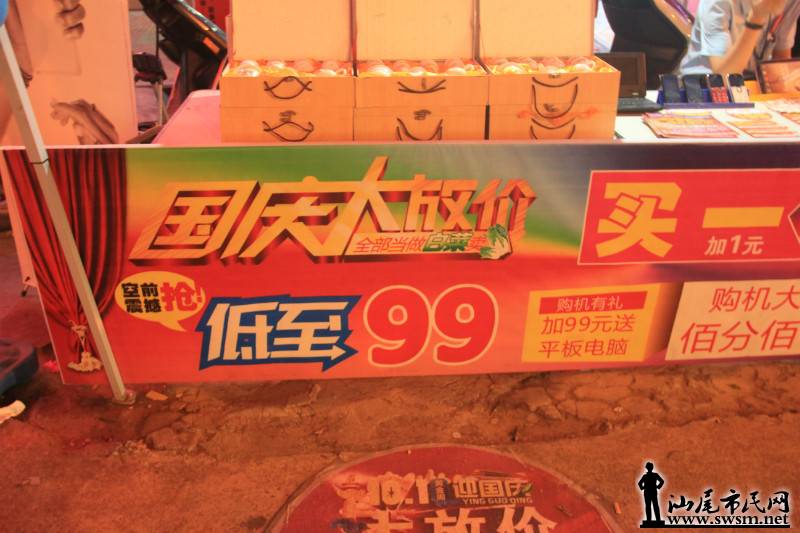 国庆大放价
全部当做白菜卖
空前
震撼
抢!
低至99
买一
加1元
购机有礼
加99元送
平板电脑
购机大
佰分佰
10.1
迎国庆
YING GUO QING
大放价
汕尾市民网
www.swsm.net